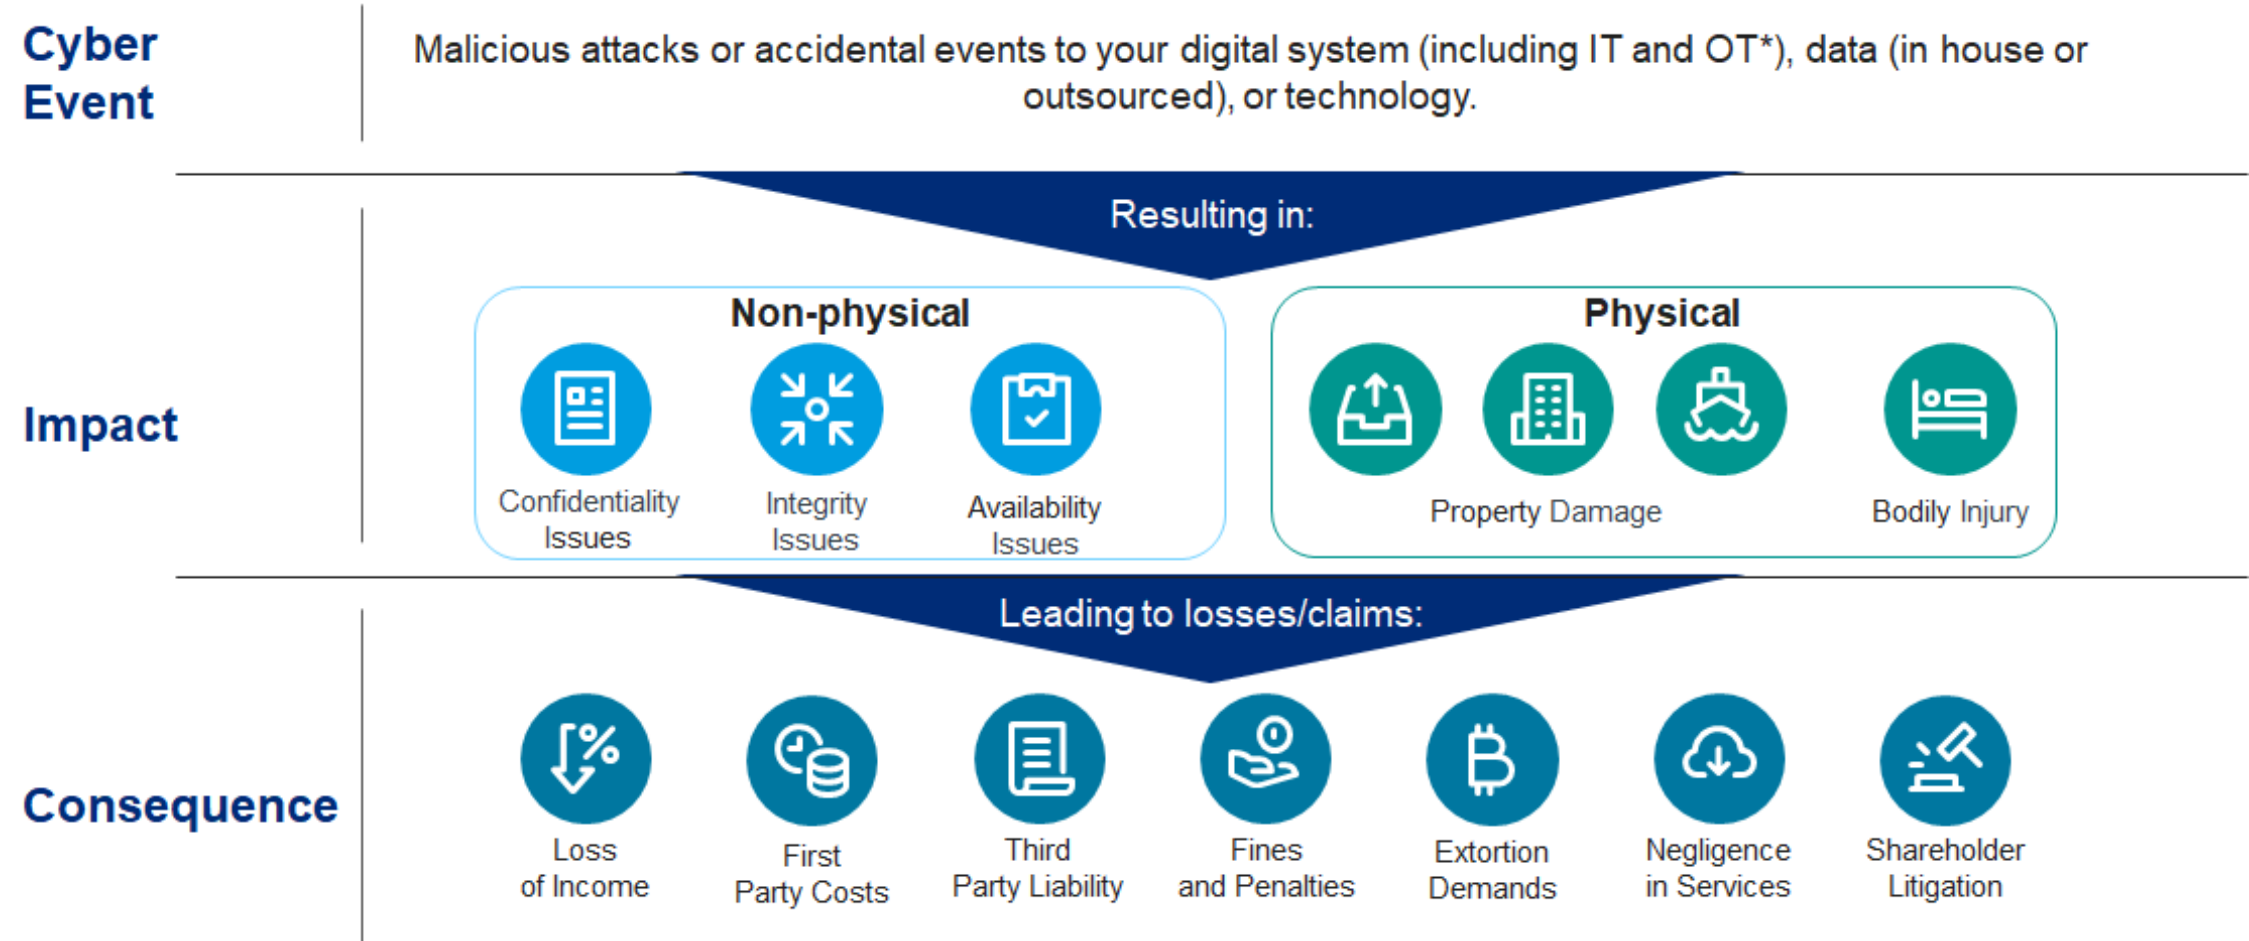 Cyber
Event
Malicious attacks or accidental events to your digital system (including IT and OT*), data (in house or
outsourced), or technology.
Resulting in:
Impact
Non-physical
Confidentiality
Issues
Integrity
Issues
Availability
Issues
Physical
Property Damage
Bodily Injury
Leading to losses/claims:
Consequence
Loss
of Income
First
Party Costs
Third
Party Liability
Fines
and Penalties
Extortion
Demands
Negligence
in Services
Shareholder
Litigation